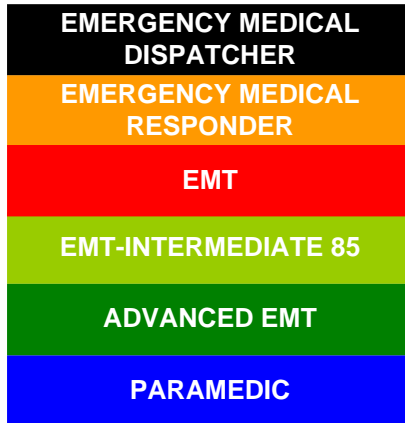 EMERGENCY MEDICAL
DISPATCHER
EMERGENCY MEDICAL
RESPONDER
EMT
EMT-INTERMEDIATE 85
ADVANCED EMT
PARAMEDIC